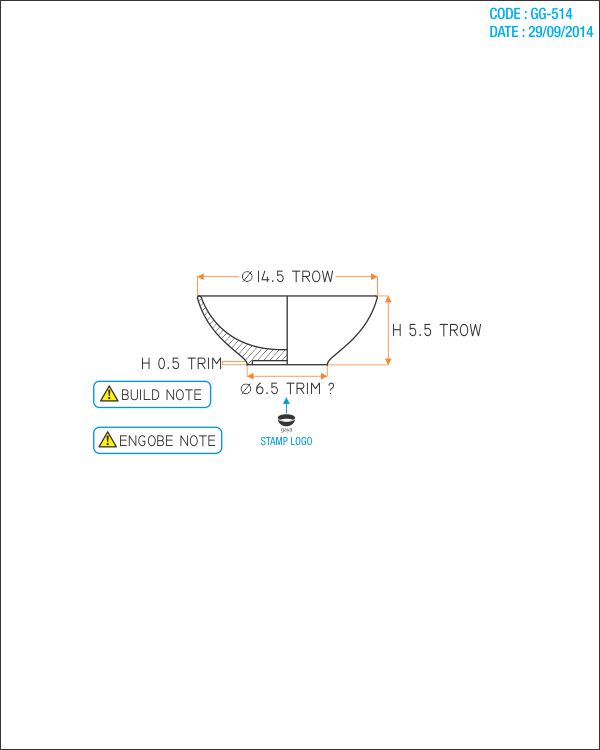 CODE : GG-514
DATE : 29/09/2014
Ø 14.5 TROW
H 5.5 TROW
H 0.5 TRIM
Ø 6.5 TRIM ?
BUILD NOTE
gaya
STAMP LOGO
ENGOBE NOTE